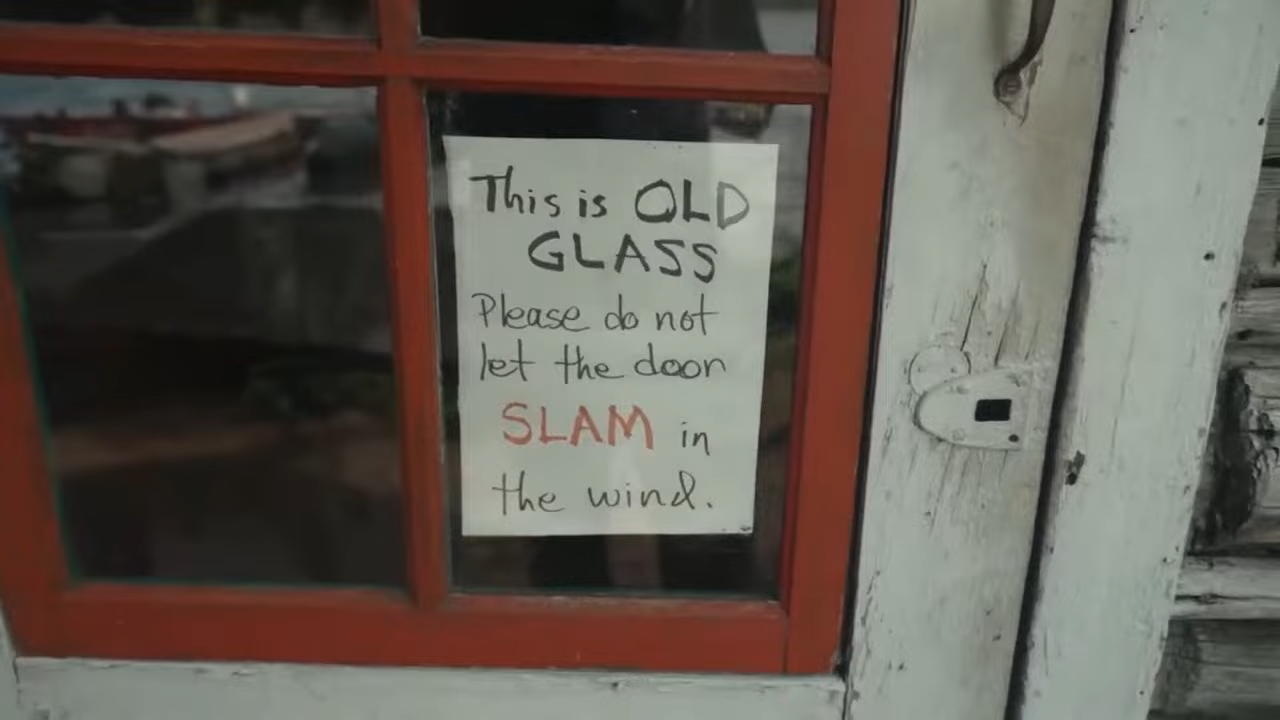 This is OLD
GLASS
Please do not
let the door
SLAM in
the wind.